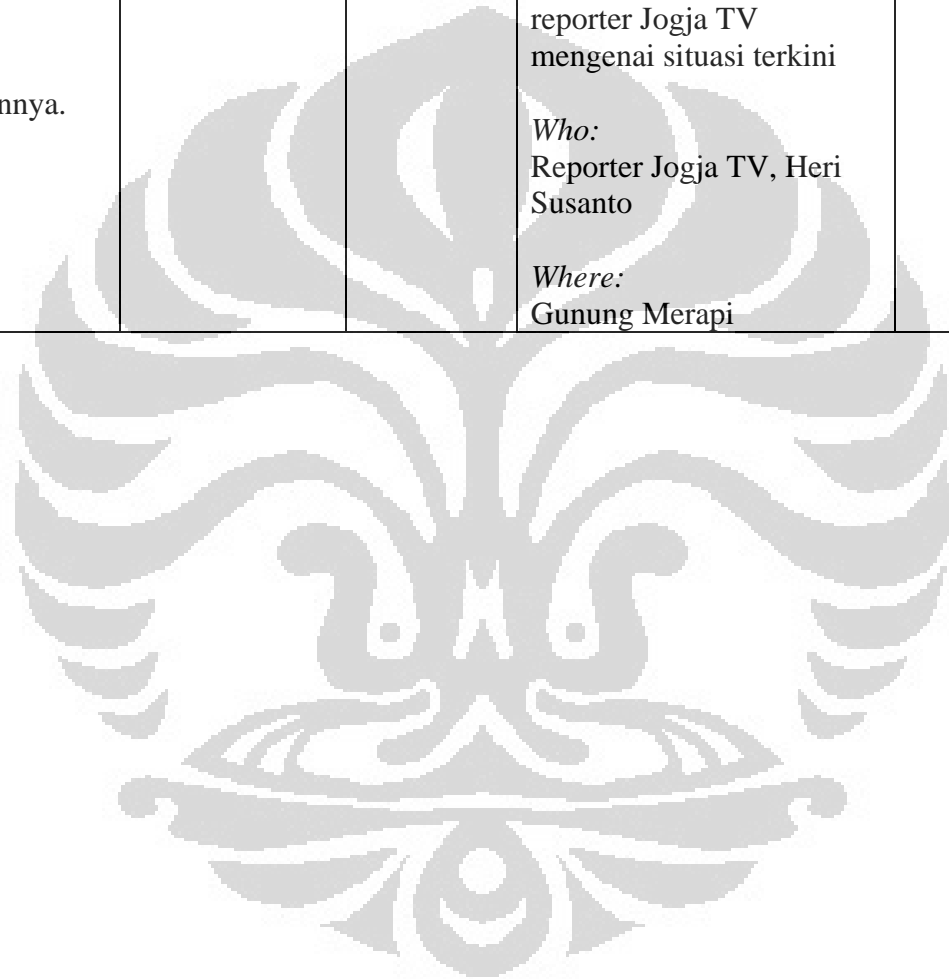 reporter Jogja TV
mengenai situasi terkini
nnya.
Who:
Reporter Jogja TV, Heri
Susanto
Where:
Gunung Merapi